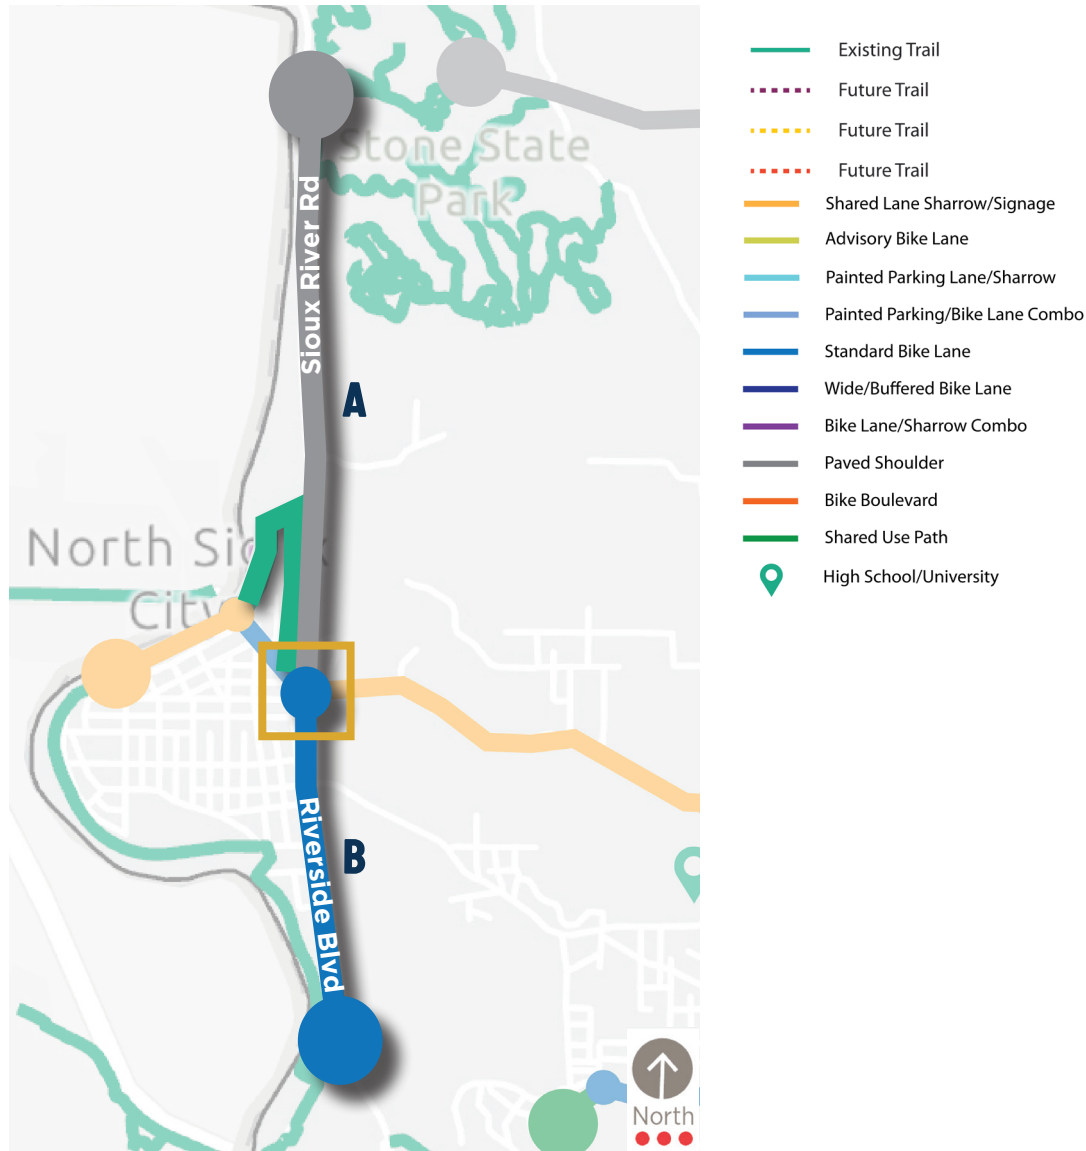 Stone State
Park
Sioux River Rd
A
North Sioux
City
Riverside Blvd
B
North
Existing Trail
Future Trail
Future Trail
Future Trail
Shared Lane Sharrow/Signage
Advisory Bike Lane
Painted Parking Lane/Sharrow
Painted Parking/Bike Lane Combo
Standard Bike Lane
Wide/Buffered Bike Lane
Bike Lane/Sharrow Combo
Paved Shoulder
Bike Boulevard
Shared Use Path
High School/University